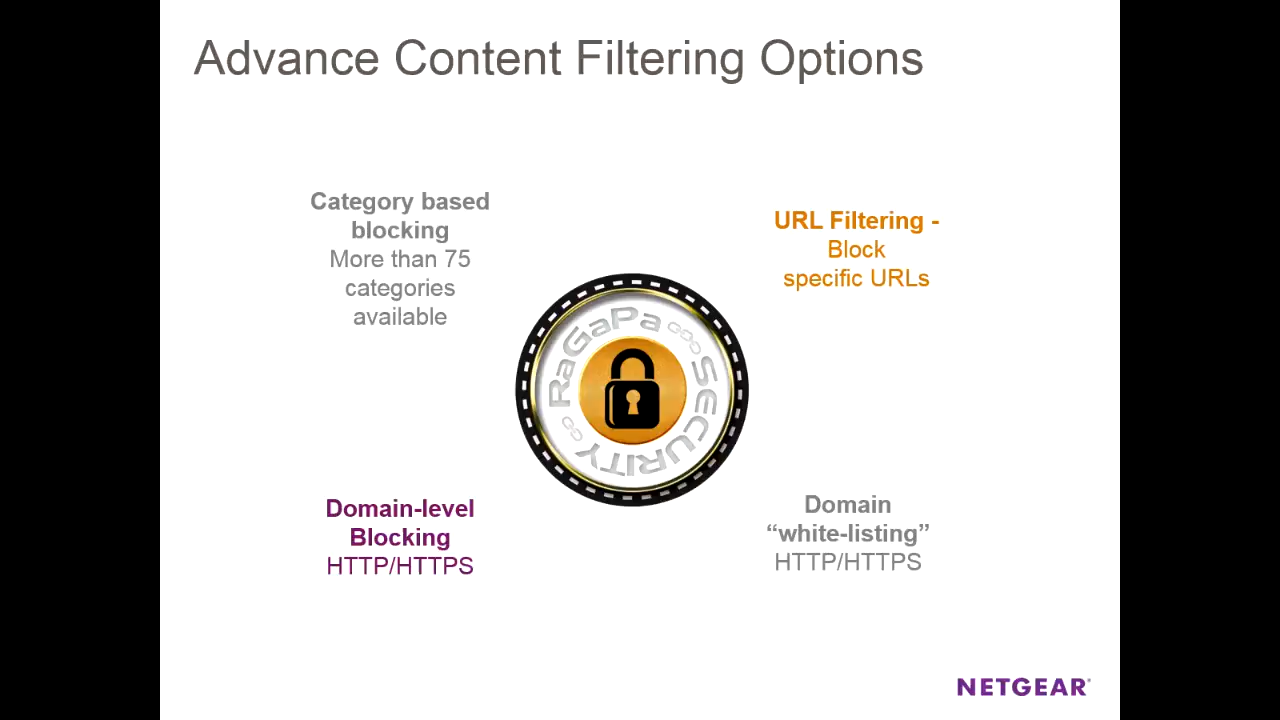 Advance Content Filtering Options
Category based
blocking
More than 75
categories
available
URL Filtering -
Block
specific URLs
RaGaPa
SECURITY
Domain-level
Blocking
HTTP/HTTPS
Domain
“white-listing”
HTTP/HTTPS
NETGEAR